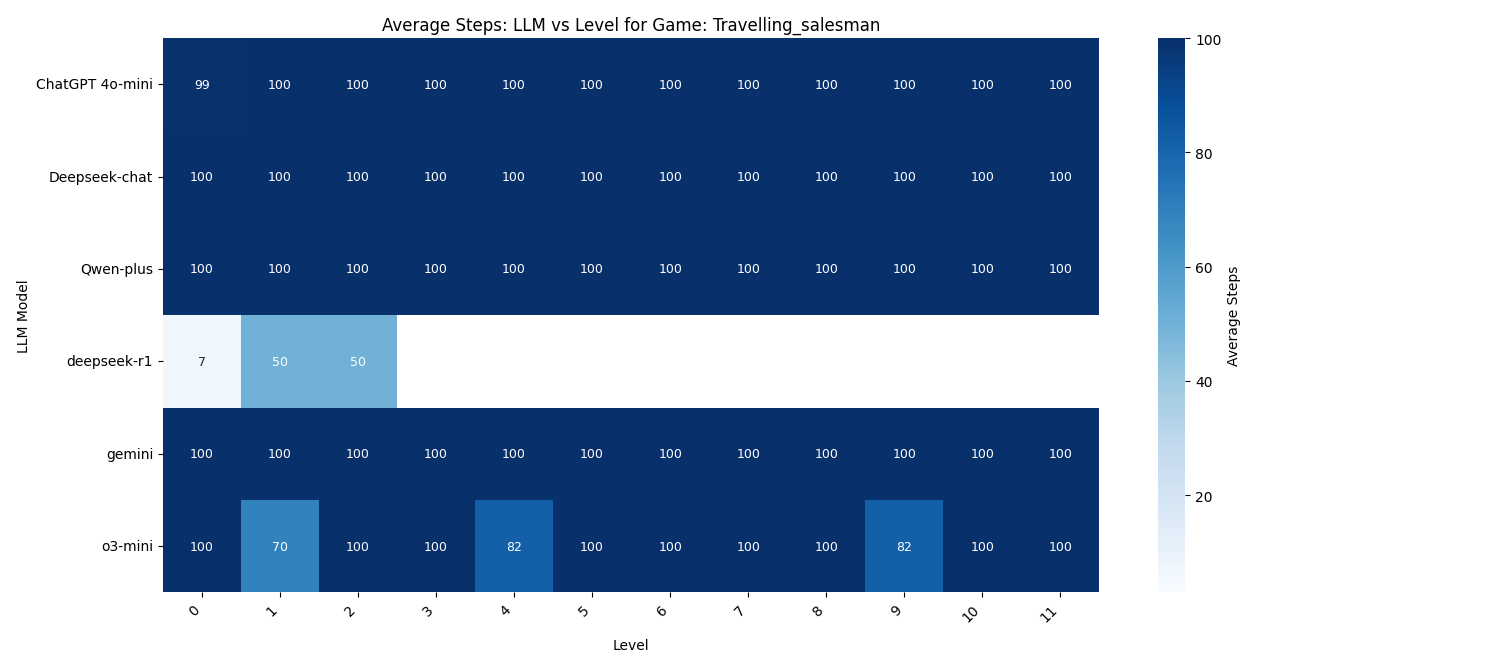 Average Steps: LLM vs Level for Game: Travelling_salesman
LLM Model
ChatGPT 4o-mini 99 100 100 100 100 100 100 100 100 100 100 100
Deepseek-chat 100 100 100 100 100 100 100 100 100 100 100 100
Qwen-plus 100 100 100 100 100 100 100 100 100 100 100 100
deepseek-r1 7 50 50
gemini 100 100 100 100 100 100 100 100 100 100 100 100
o3-mini 100 70 100 100 82 100 100 100 100 82 100 100
0 1 2 3 4 5 6 7 8 9 10 11
Level
100
80
60
40
20
Average Steps